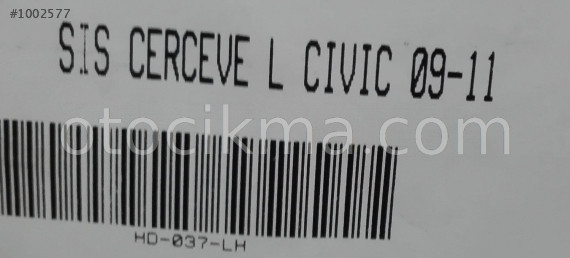 #1002577
SIS CERCEVE L CIVIC 09-11
otocikma.com
HD-037-LH